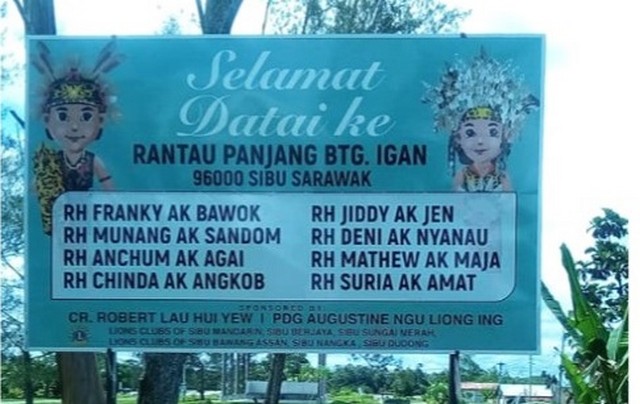 Selamat
Datai ke
RANTAU PANJANG BTG. IGAN
96000 SIBU SARAWAK
RH FRANKY AK BAWOK
RH MUNANG AK SANDOM
RH ANCHUM AK AGAI
RH CHINDA AK ANGKOB
RH JIDDY AK JEN
RH DENI AK NYANAU
RH MATHEW AK MAJA
RH SURIA AK AMAT
SPONSORED BY:
CR. ROBERT LAU HUI YEW | PDG AUGUSTINE NGU LIONG ING
LIONS CLUBS OF SIBU MANDARIN, SIBU BERJAYA, SIBU SUNGAI MERAH,
LIONS CLUBS OF SIBU BAWANG ASSAN, SIBU NANGKA, SIBU DUDONG